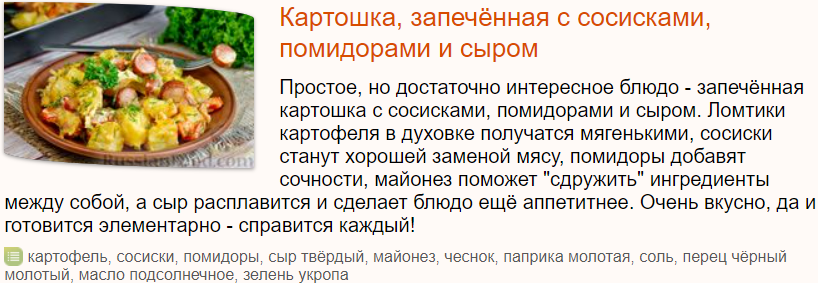 Картошка, запечённая с сосисками,
помидорами и сыром
Простое, но достаточно интересное блюдо - запечённая
картошка с сосисками, помидорами и сыром. Ломтики
картофеля в духовке получатся мягенькими, сосиски
станут хорошей заменой мясу, помидоры добавят
сочности, майонез поможет "сдружить" ингредиенты
между собой, а сыр расплавится и сделает блюдо ещё аппетитнее. Очень вкусно, да и
готовится элементарно - справится каждый!
картофель, сосиски, помидоры, сыр твёрдый, майонез, чеснок, паприка молотая, соль, перец чёрный
молотый, масло подсолнечное, зелень укропа